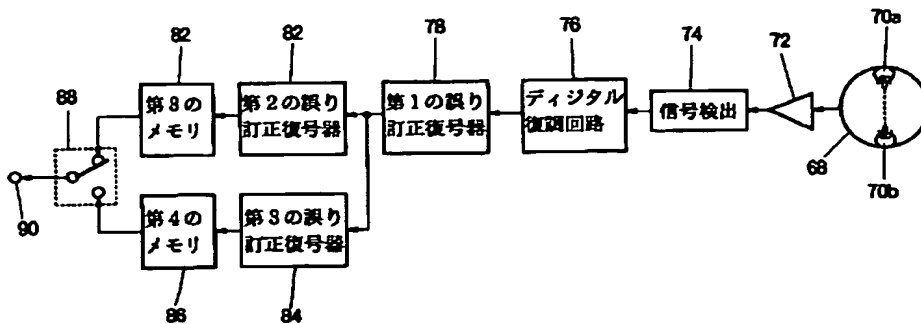 82
82
78
76
74
72
70a
88
第3の
メモリ
第2の誤り
訂正復号器
第1の誤り
訂正復号器
ディジタル
復調回路
信号検出
68
70b
90
第4の
メモリ
第3の誤り
訂正復号器
86
84